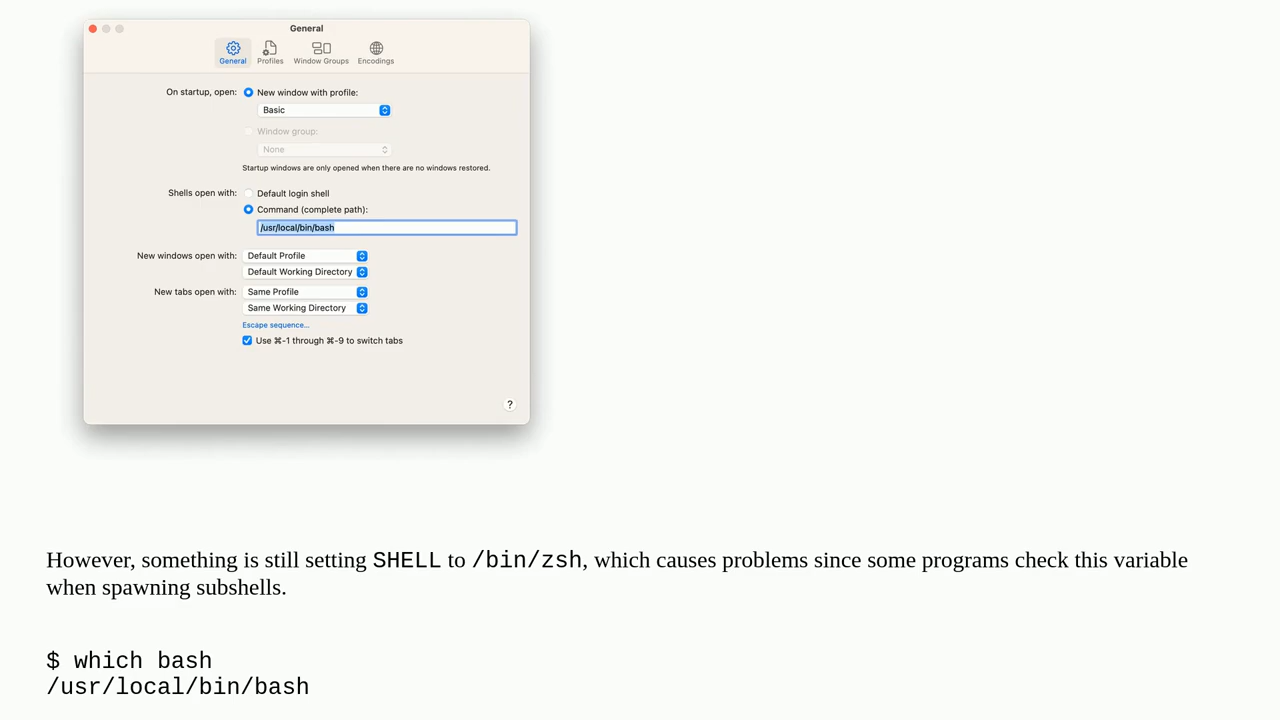 General
General Profiles Window Groups Encodings
On startup, open: New window with profile:
Basic
Window group:
None
Startup windows are only opened when there are no windows restored.
Shells open with: Default login shell
Command (complete path):
/usr/local/bin/bash
New windows open with: Default Profile
Default Working Directory
New tabs open with: Same Profile
Same Working Directory
Escape sequence...
Use ⌘-1 through ⌘-9 to switch tabs
?
However, something is still setting SHELL to /bin/zsh, which causes problems since some programs check this variable
when spawning subshells.
$ which bash
/usr/local/bin/bash